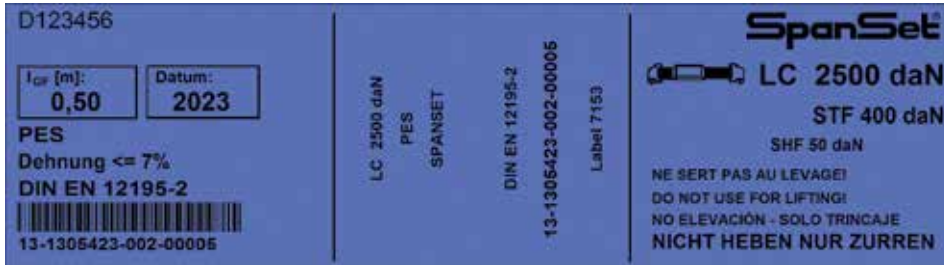 D123456
lGF [m]:
0,50
Datum:
2023
PES
Dehnung <= 7%
DIN EN 12195-2
13-1305423-002-00005
LC 2500 daN
PES
SPANSET
DIN EN 12195-2
13-1305423-002-00005
Label 7153
SpanSet
LC 2500 daN
STF 400 daN
SHF 50 daN
NE SERT PAS AU LEVAGE!
DO NOT USE FOR LIFTING!
NO ELEVACIÓN - SOLO TRINCAJE
NICHT HEBEN NUR ZURREN